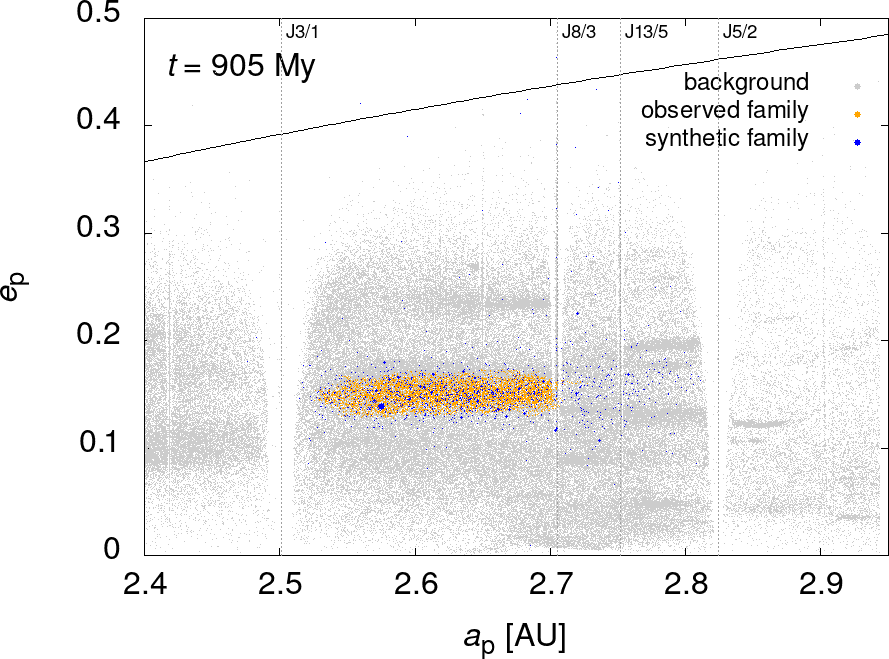 0.5
J3/1 J8/3 J13/5 J5/2
t = 905 My
background
observed family
synthetic family
0.4
0.3
e_p
0.2
0.1
0
2.4 2.5 2.6 2.7 2.8 2.9
a_p [AU]